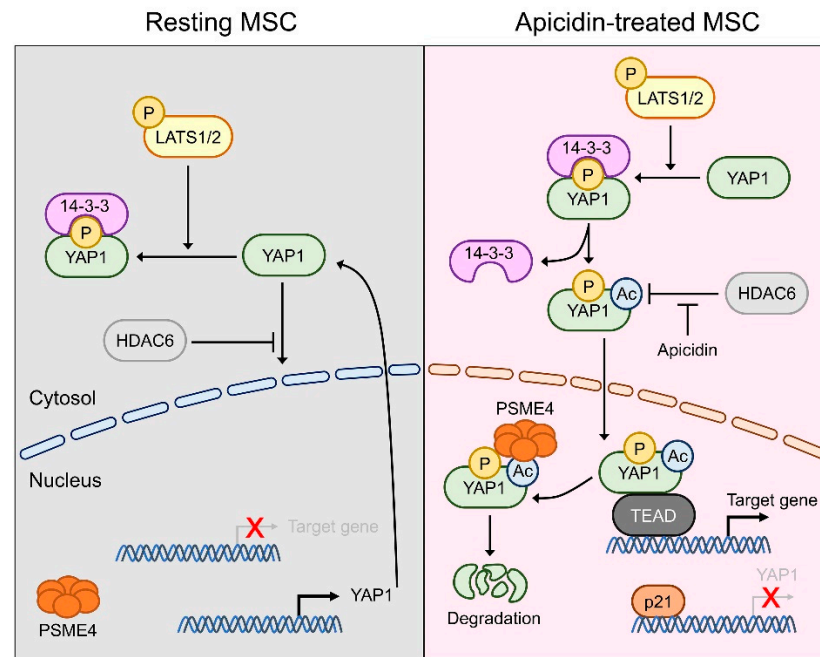 Resting MSC
P
LATS1/2
14-3-3
P
YAP1
YAP1
HDAC6
Cytosol
Nucleus
Target gene
X
PSME4
YAP1
Apicidin-treated MSC
P
LATS1/2
14-3-3
P
YAP1
YAP1
14-3-3
P
Ac
YAP1
HDAC6
Apicidin
PSME4
P
Ac
YAP1
P
Ac
YAP1
TEAD
Target gene
Degradation
p21
YAP1
X